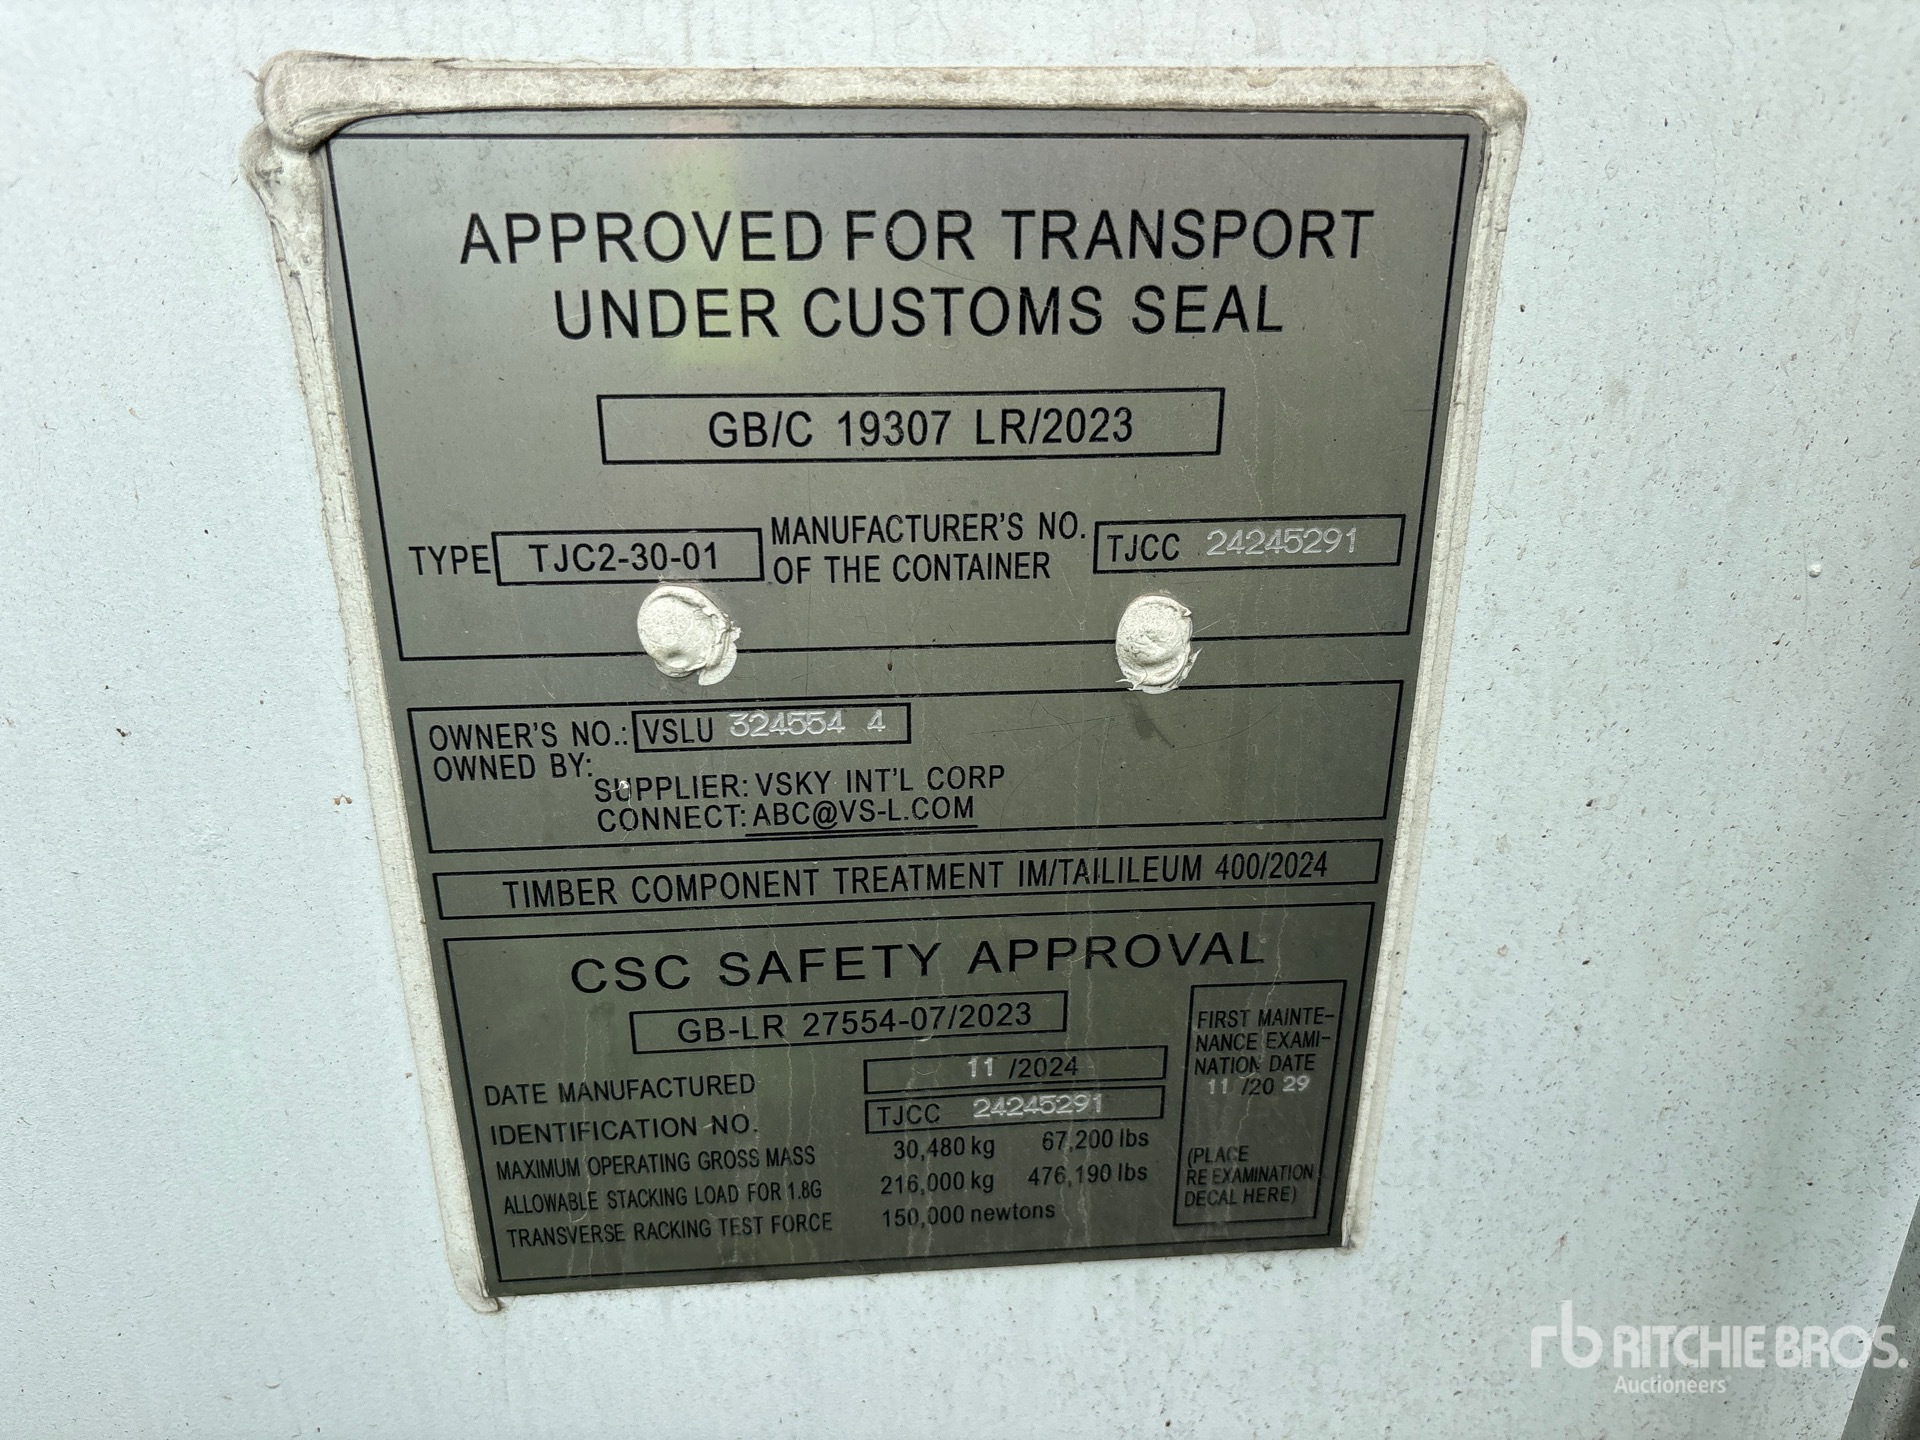 APPROVED FOR TRANSPORT
UNDER CUSTOMS SEAL
GB/C 19307 LR/2023
TYPE TJC2-30-01
MANUFACTURER'S NO.
OF THE CONTAINER
TJCC 24245291
OWNER'S NO.: VSLU 324554 4
OWNED BY:
SUPPLIER: VSKY INT'L CORP
CONNECT: ABC@VS-L.COM
TIMBER COMPONENT TREATMENT IM/TAILILEUM 400/2024
CSC SAFETY APPROVAL
GB-LR 27554-07/2023
DATE MANUFACTURED 11 /2024
IDENTIFICATION NO. TJCC 24245291
MAXIMUM OPERATING GROSS MASS 30,480 kg 67,200 lbs
ALLOWABLE STACKING LOAD FOR 1.8G 216,000 kg 476,190 lbs
TRANSVERSE RACKING TEST FORCE 150,000 newtons
FIRST MAINTE-
NANCE EXAMI-
NATION DATE
11 /20 29
(PLACE
RE EXAMINATION
DECAL HERE)
rb RITCHIE BROS.
Auctioneers